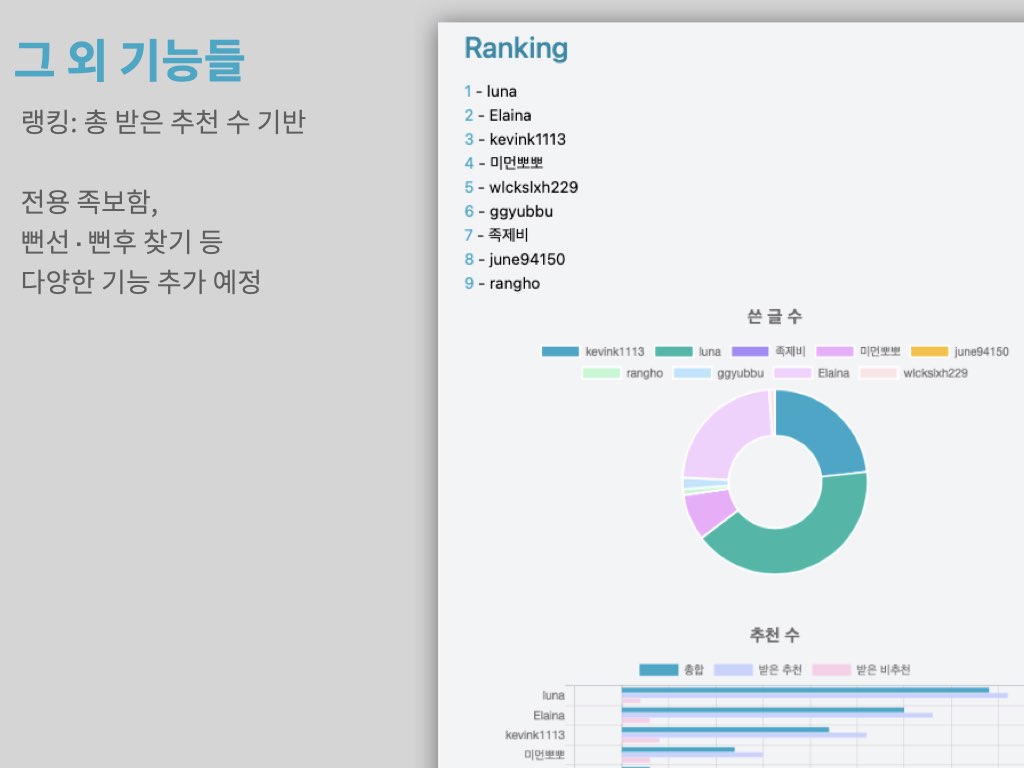 그 외 기능들
랭킹: 총 받은 추천 수 기반
전용 족보함,
뻔선 · 뻔후 찾기 등
다양한 기능 추가 예정
Ranking
1 - luna
2 - Elaina
3 - kevink1113
4 - 미먼뽀뽀
5 - wlckslxh229
6 - ggyubbu
7 - 족제비
8 - june94150
9 - rangho
쓴 글 수
kevink1113 luna 족제비 미먼뽀뽀 june94150
rangho ggyubbu Elaina wlckslxh229
추천 수
총합 받은 추천 받은 비추천
luna
Elaina
kevink1113
미먼뽀뽀